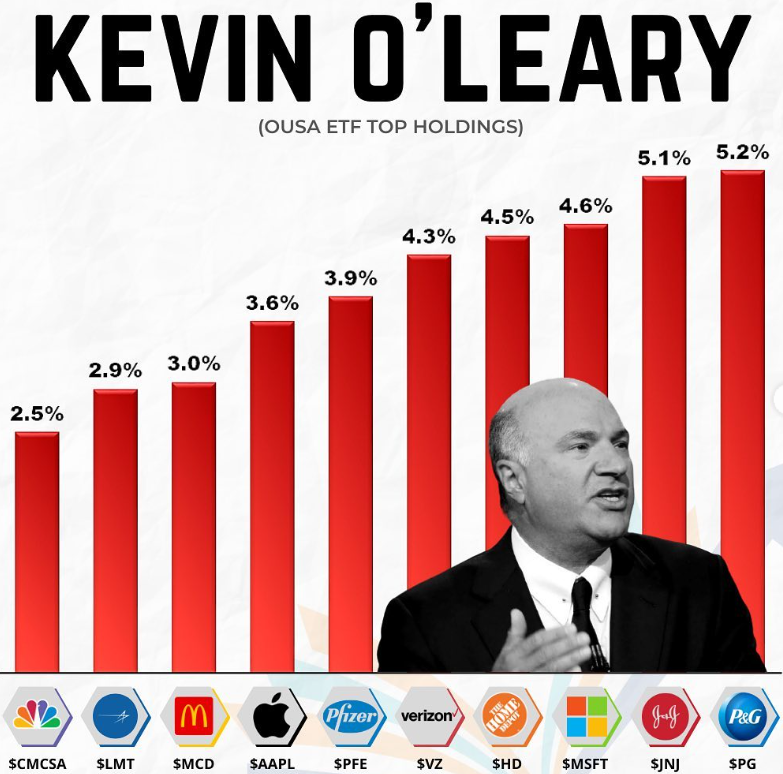 KEVIN O'LEARY
(OUSA ETF TOP HOLDINGS)
2.5%
2.9%
3.0%
3.6%
3.9%
4.3%
4.5%
4.6%
5.1%
5.2%
Pfizer
verizon
THE
HOME
DEPOT
J&J
P&G
$CMCSA
$LMT
$MCD
$AAPL
$PFE
$VZ
$HD
$MSFT
$JNJ
$PG